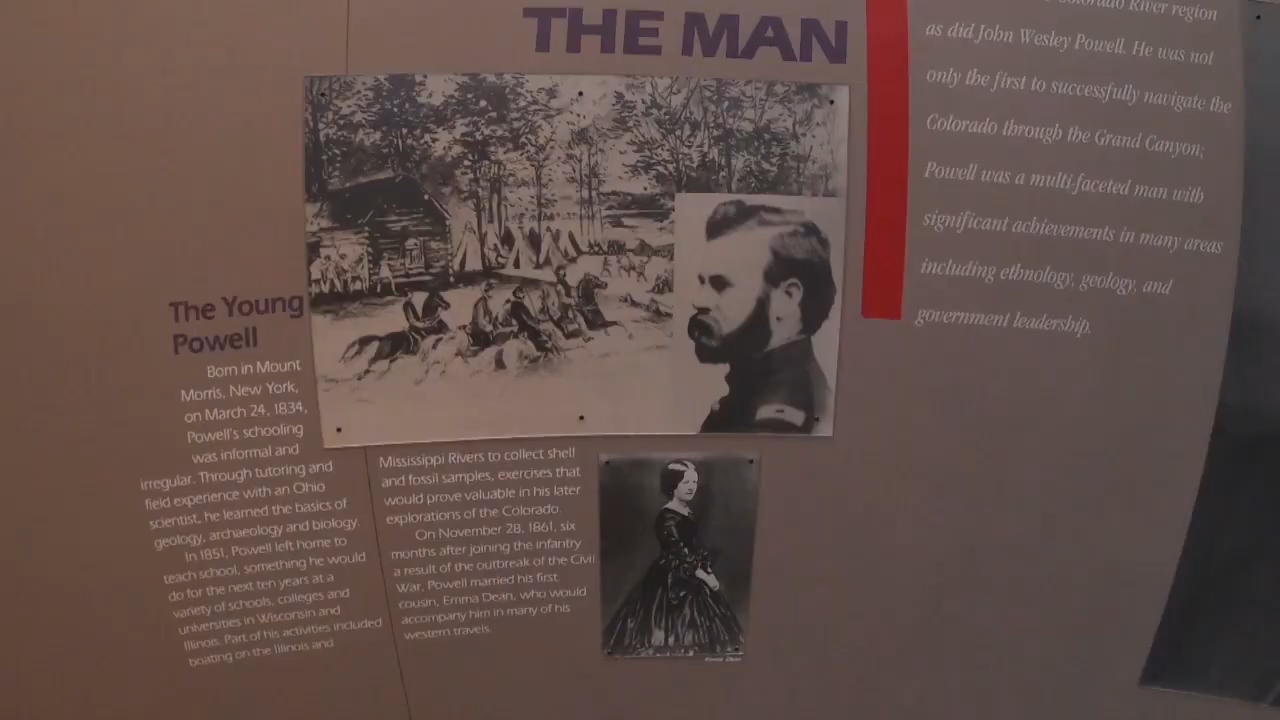 THE MAN
Colorado River region
as did John Wesley Powell. He was not
only the first to successfully navigate the
Colorado through the Grand Canyon;
Powell was a multi-faceted man with
significant achievements in many areas
including ethnology, geology, and
government leadership.
The Young
Powell
Born in Mount
Morris, New York,
on March 24, 1834,
Powell's schooling
was informal and
irregular. Through tutoring and
field experience with an Ohio
scientist, he learned the basics of
geology, archaeology and biology.
In 1851, Powell left home to
teach school, something he would
do for the next ten years at a
variety of schools, colleges and
universities in Wisconsin and
Illinois. Part of his activities included
boating on the Illinois and
Mississippi Rivers to collect shell
and fossil samples, exercises that
would prove valuable in his later
explorations of the Colorado.
On November 28, 1861, six
months after joining the infantry
a result of the outbreak of the Civil
War, Powell married his first
cousin, Emma Dean, who would
accompany him in many of his
western travels.
Emma Dean